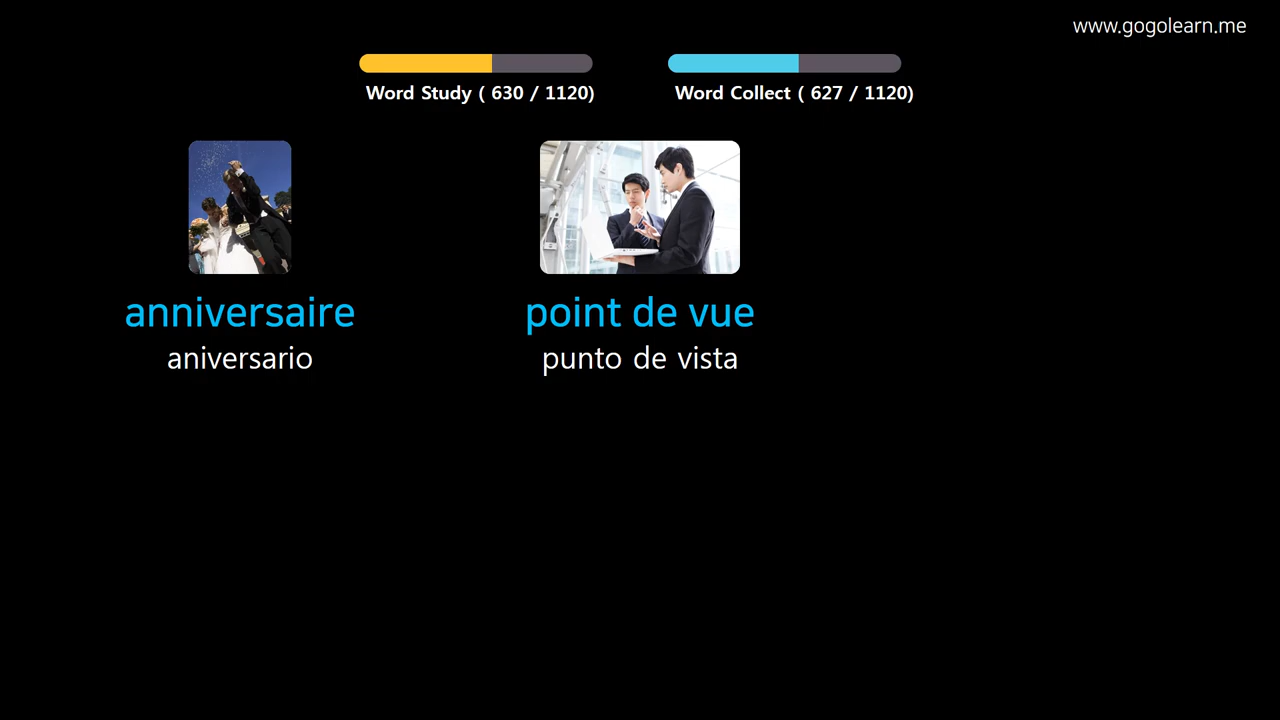 www.gogolearn.me
Word Study ( 630 / 1120)
Word Collect ( 627 / 1120)
anniversaire
aniversario
point de vue
punto de vista